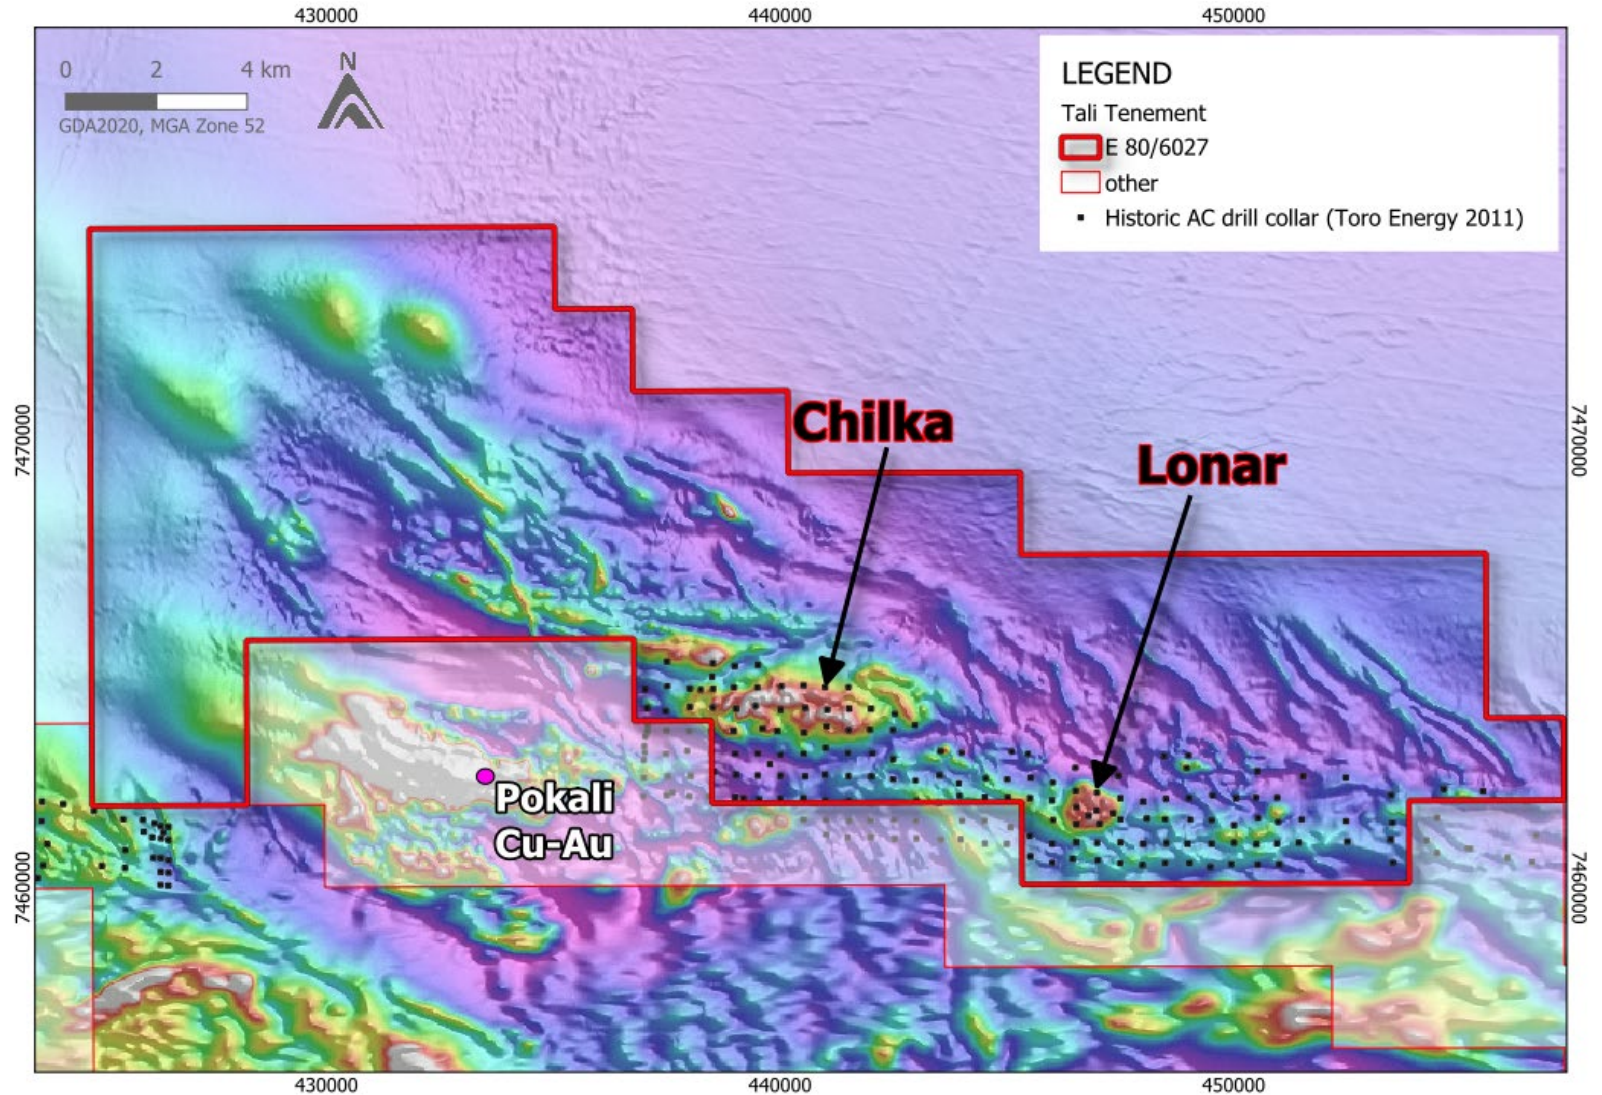 430000
440000
450000
0 2 4 km
N
GDA2020, MGA Zone 52
LEGEND
Tali Tenement
E 80/6027
other
Historic AC drill collar (Toro Energy 2011)
7470000
7470000
Chilka
Lonar
Pokali
Cu-Au
7460000
7460000
430000
440000
450000